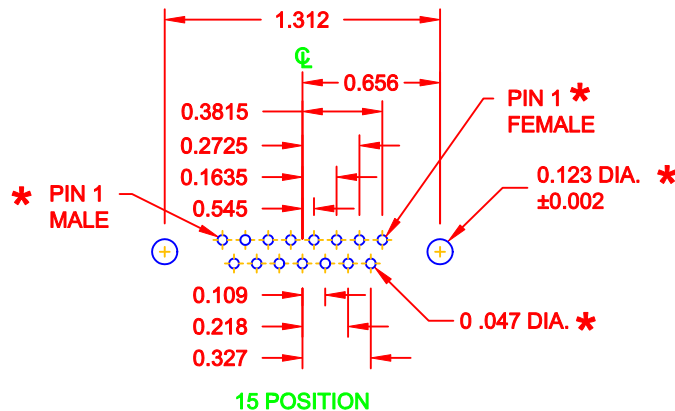 1.312
℄
0.656
0.3815
PIN 1 *
FEMALE
0.2725
0.1635
0.123 DIA. *
±0.002
* PIN 1
MALE
0.545
0.109
0 .047 DIA. *
0.218
0.327
15 POSITION